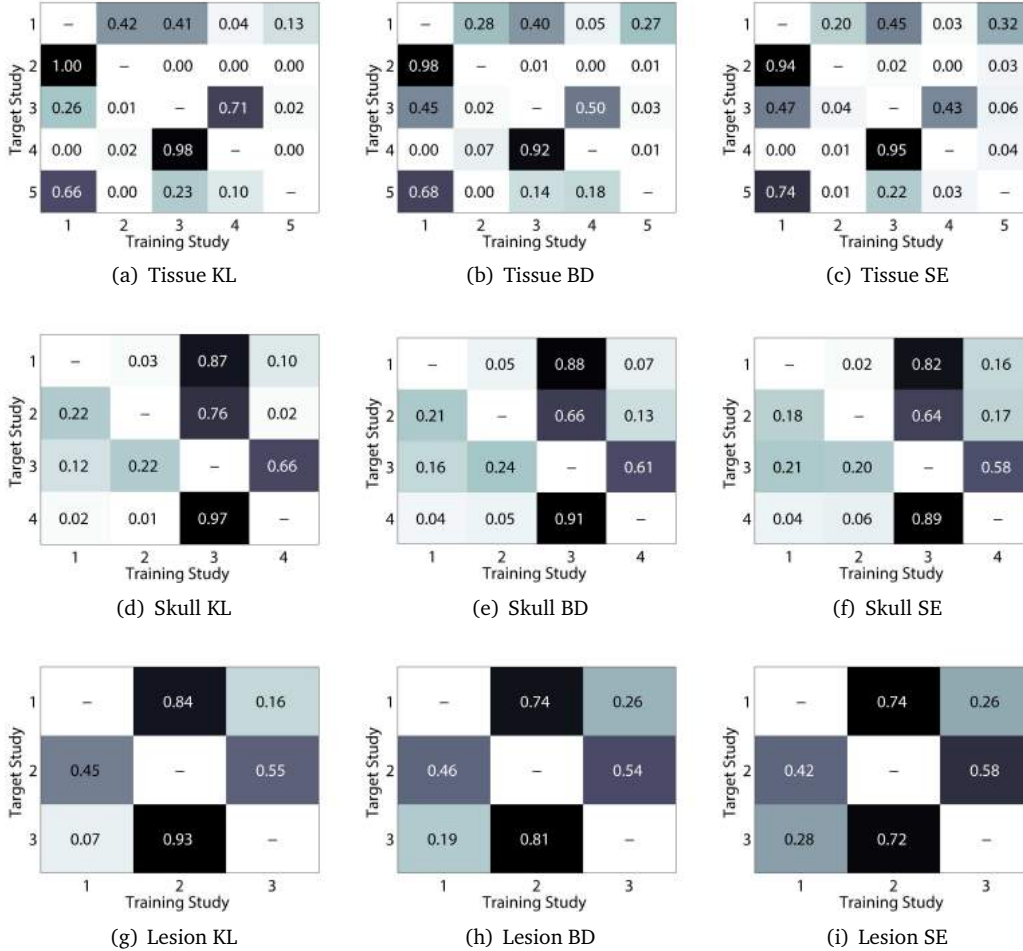 1 – 0.42 0.41 0.04 0.13
2 1.00 – 0.00 0.00 0.00
3 0.26 0.01 – 0.71 0.02
4 0.00 0.02 0.98 – 0.00
5 0.66 0.00 0.23 0.10 –
1 2 3 4 5
Target Study
Training Study
(a) Tissue KL
1 – 0.28 0.40 0.05 0.27
2 0.98 – 0.01 0.00 0.01
3 0.45 0.02 – 0.50 0.03
4 0.00 0.07 0.92 – 0.01
5 0.68 0.00 0.14 0.18 –
1 2 3 4 5
Target Study
Training Study
(b) Tissue BD
1 – 0.20 0.45 0.03 0.32
2 0.94 – 0.02 0.00 0.03
3 0.47 0.04 – 0.43 0.06
4 0.00 0.01 0.95 – 0.04
5 0.74 0.01 0.22 0.03 –
1 2 3 4 5
Target Study
Training Study
(c) Tissue SE
1 – 0.03 0.87 0.10
2 0.22 – 0.76 0.02
3 0.12 0.22 – 0.66
4 0.02 0.01 0.97 –
1 2 3 4
Target Study
Training Study
(d) Skull KL
1 – 0.05 0.88 0.07
2 0.21 – 0.66 0.13
3 0.16 0.24 – 0.61
4 0.04 0.05 0.91 –
1 2 3 4
Target Study
Training Study
(e) Skull BD
1 – 0.02 0.82 0.16
2 0.18 – 0.64 0.17
3 0.21 0.20 – 0.58
4 0.04 0.06 0.89 –
1 2 3 4
Target Study
Training Study
(f) Skull SE
1 – 0.84 0.16
2 0.45 – 0.55
3 0.07 0.93 –
1 2 3
Target Study
Training Study
(g) Lesion KL
1 – 0.74 0.26
2 0.46 – 0.54
3 0.19 0.81 –
1 2 3
Target Study
Training Study
(h) Lesion BD
1 – 0.74 0.26
2 0.42 – 0.58
3 0.28 0.72 –
1 2 3
Target Study
Training Study
(i) Lesion SE